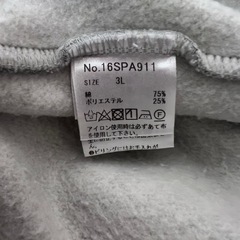 No.16SPA911
SIZE 3L
綿 75%
ポリエステル 25%
アイロン使用時は必ずあて布
を使用して下さい